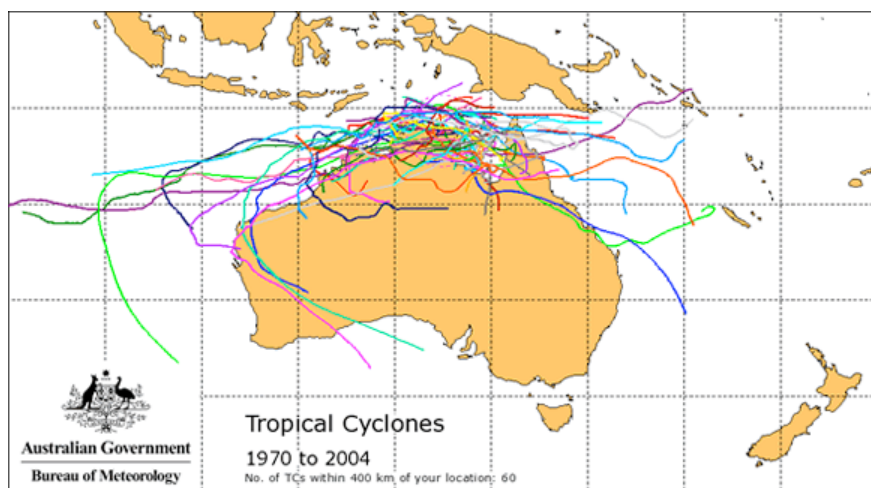 Tropical Cyclones
1970 to 2004
No. of TCs within 400 km of your location: 60
Australian Government
Bureau of Meteorology